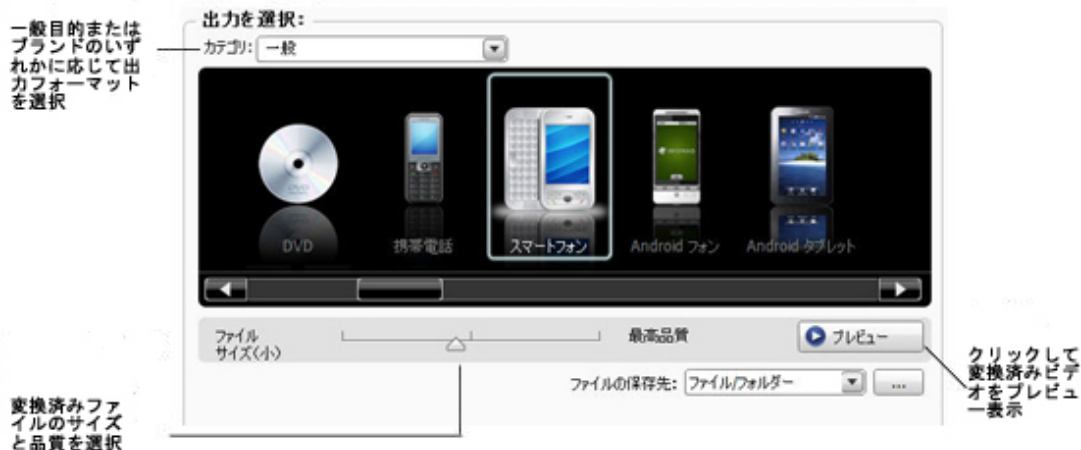 出力を選択:
一般目的または
ブランドのいず
れかに応じて出
力フォーマット
を選択
カテゴリ: 一般
DVD
携帯電話
スマートフォン
Android フォン
Android タブレット
ファイル
サイズ(小)
最高品質
プレビュー
ファイルの保存先: ファイル/フォルダー
...
クリックして
変換済みビデ
オをプレビュ
ー表示
変換済みファ
イルのサイズ
と品質を選択